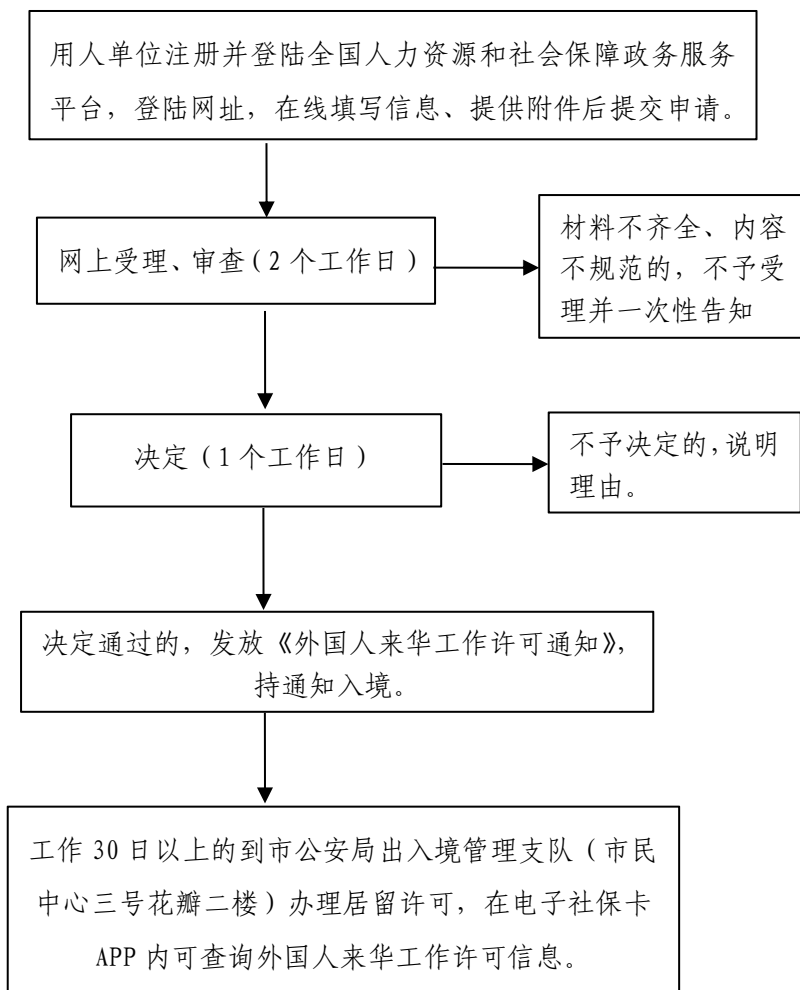 用人单位注册并登陆全国人力资源和社会保障政务服务
平台，登陆网址，在线填写信息、提供附件后提交申请。
网上受理、审查(2个工作日)
材料不齐全、内容
不规范的，不予受
理并一次性告知
决定（1个工作日）
不予决定的,说明
理由。
决定通过的，发放《外国人来华工作许可通知》,
持通知入境。
工作30日以上的到市公安局出入境管理支队（市民
中心三号花瓣二楼）办理居留许可，在电子社保卡
APP内可查询外国人来华工作许可信息。